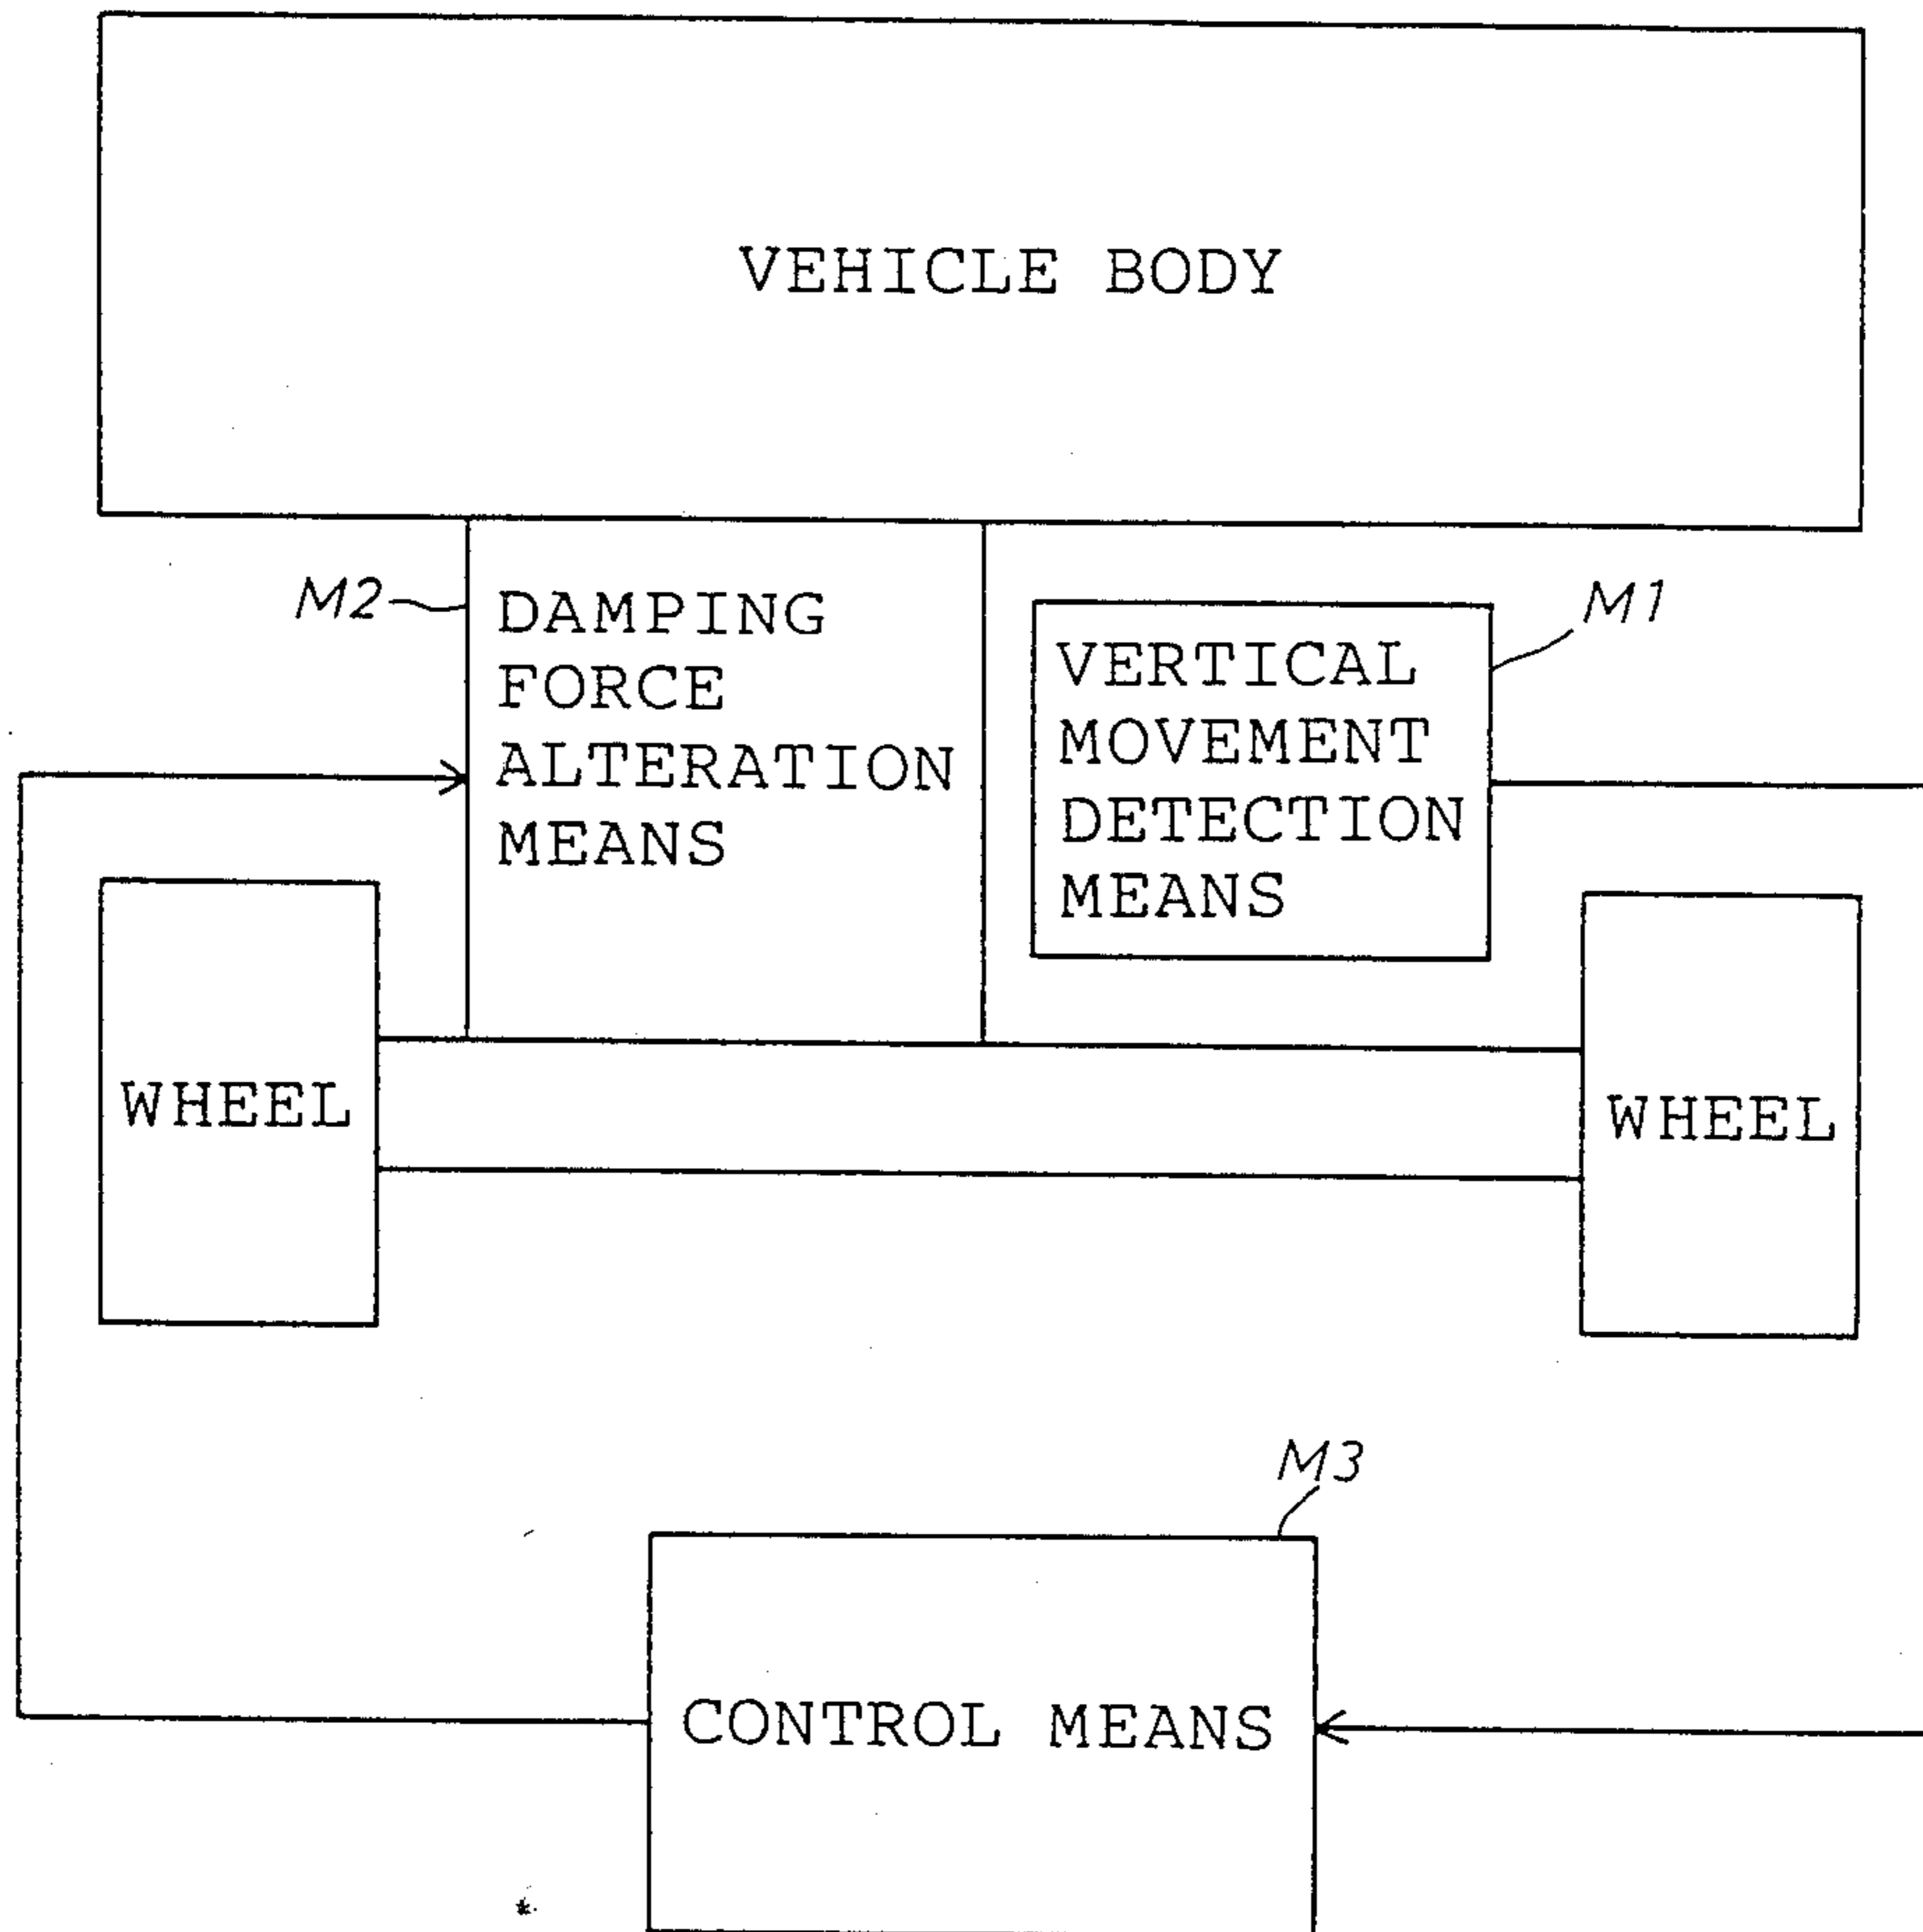 VEHICLE BODY
M2
DAMPING
FORCE
ALTERATION
MEANS
M1
VERTICAL
MOVEMENT
DETECTION
MEANS
WHEEL
WHEEL
M3
CONTROL MEANS